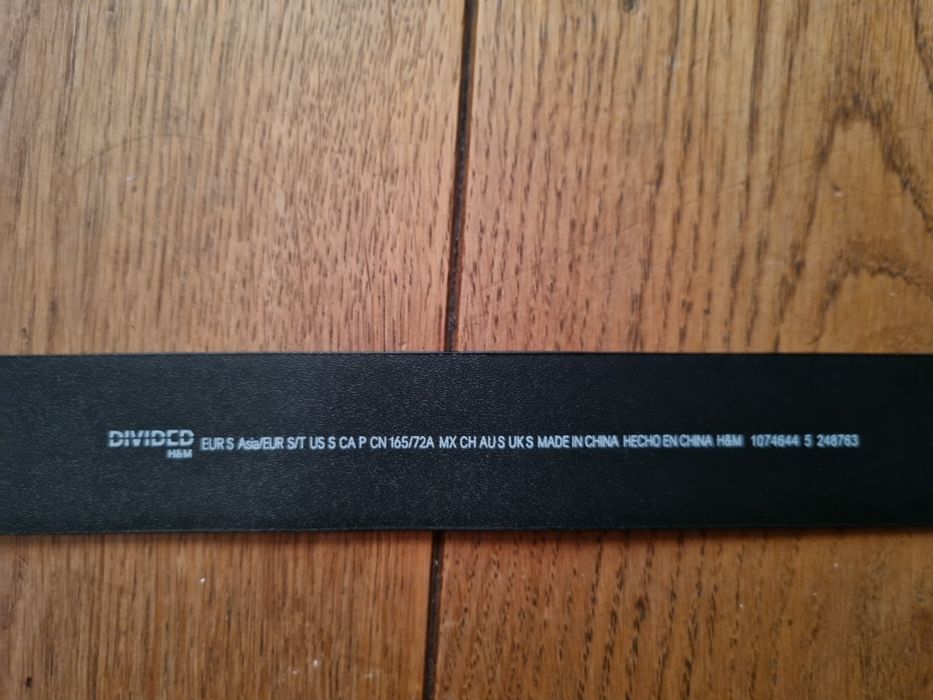 DIVIDED
H&M
EUR S Asia/EUR S/T US S CA P CN 165/72A MX CH AU S UK S MADE IN CHINA HECHO EN CHINA H&M 1074644 5 248763